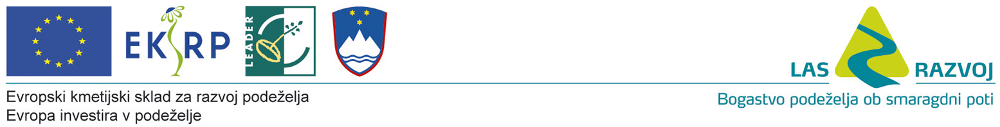 EKSRP
LEADER
LAS RAZVOJ
Evropski kmetijski sklad za razvoj podeželja
Evropa investira v podeželje
Bogastvo podeželja ob smaragdni poti